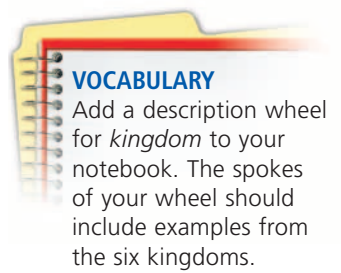 VOCABULARY
Add a description wheel
for kingdom to your
notebook. The spokes
of your wheel should
include examples from
the six kingdoms.